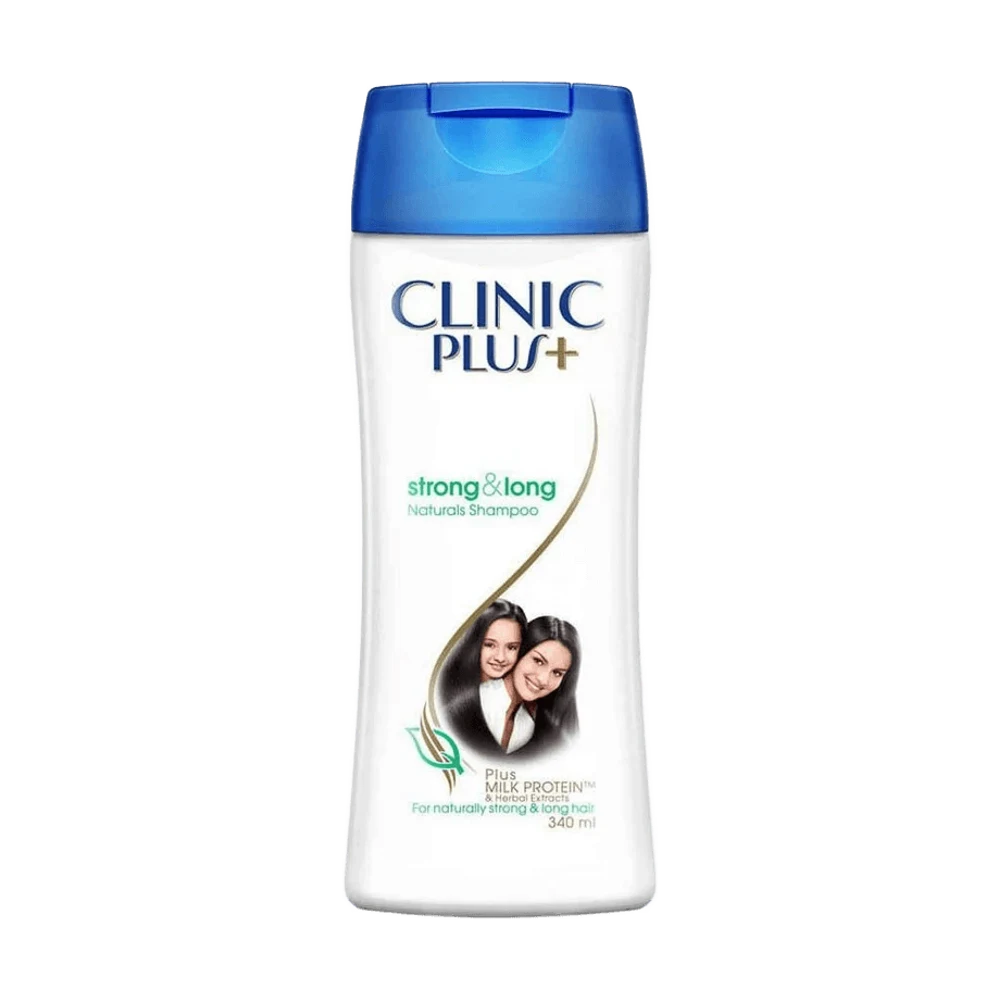 CLINIC
PLUS+
strong&long
Naturals Shampoo
Plus
MILK PROTEIN™
& Herbal Extracts
For naturally strong & long hair
340 ml